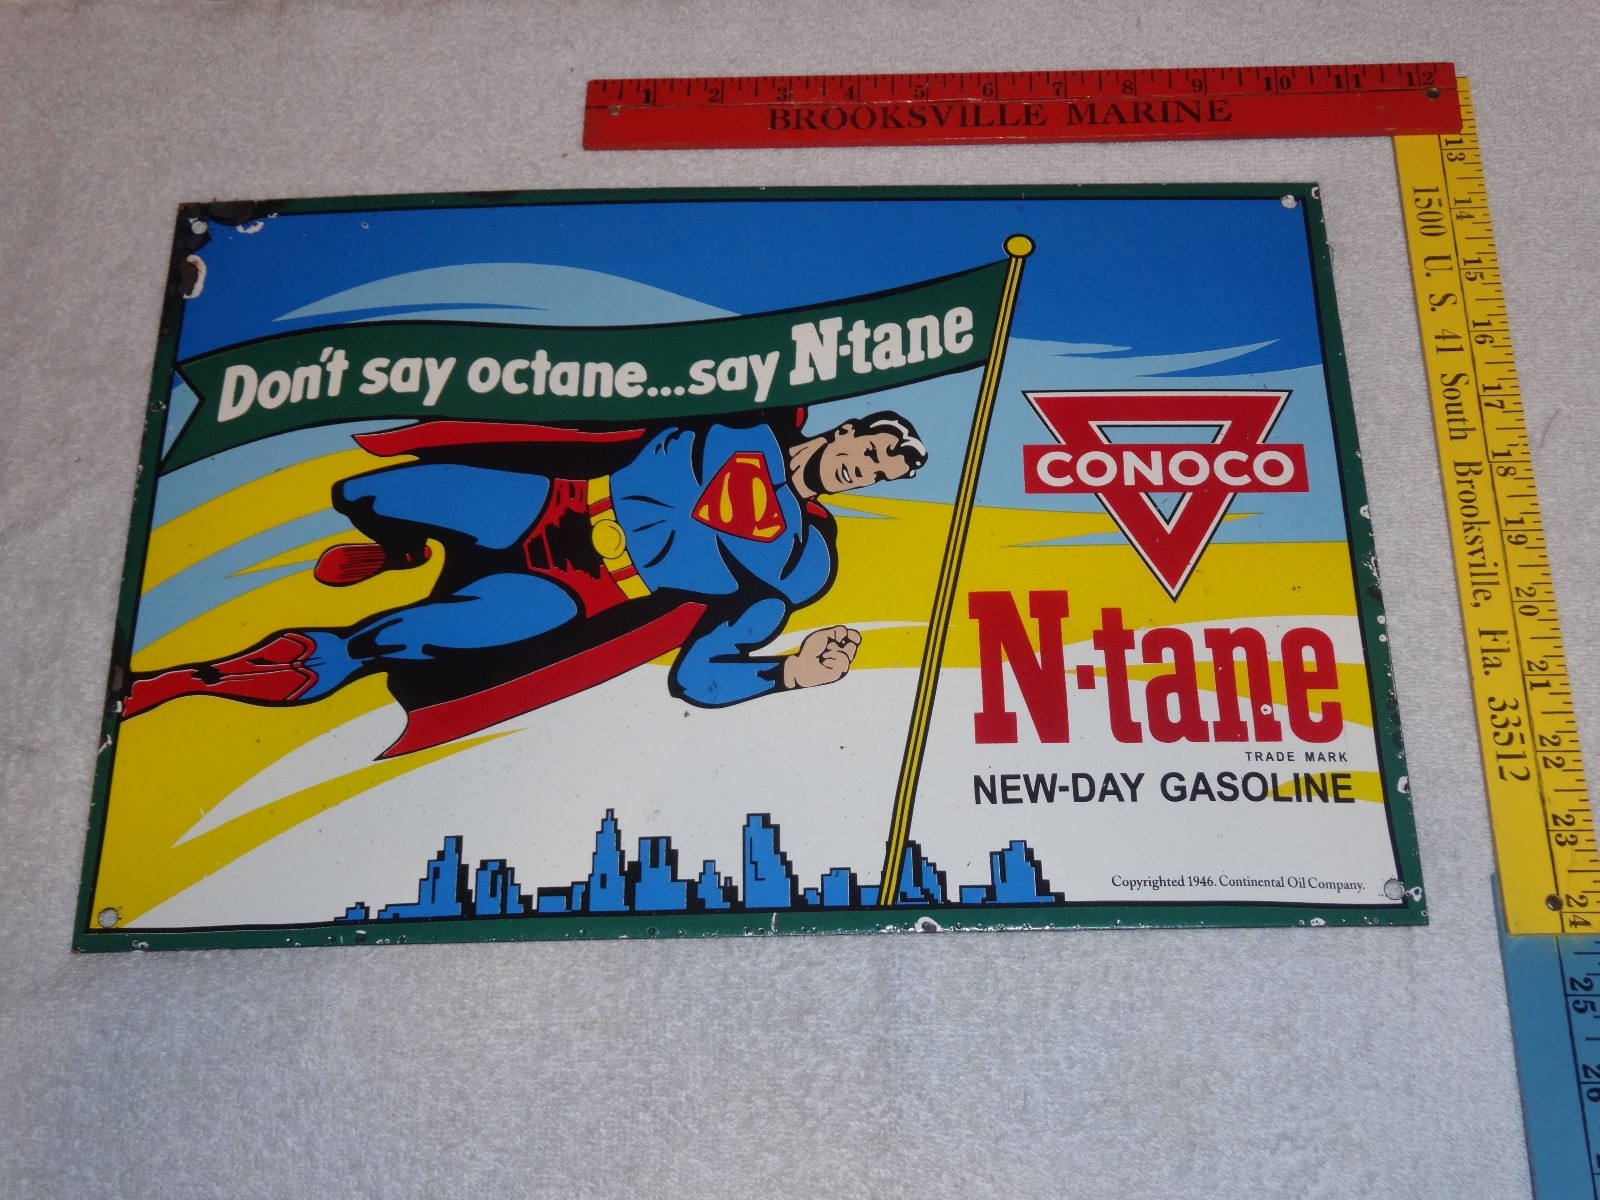 1 2 3 4 5 6 7 8 9 10 11 12
BROOKSVILLE MARINE
13 14 15 16 17 18 19 20 21 22 23 24 25 26
1500 U. S. 41 South Brooksville, Fla. 33512
Don't say octane...say N-tane
CONOCO
N-tane
TRADE MARK
NEW-DAY GASOLINE
Copyrighted 1946. Continental Oil Company.